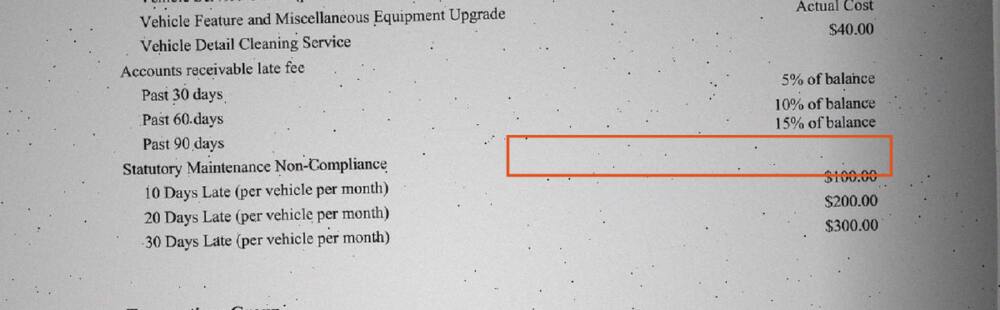 Vehicle Feature and Miscellaneous Equipment Upgrade Actual Cost
Vehicle Detail Cleaning Service $40.00
Accounts receivable late fee
Past 30 days 5% of balance
Past 60 days 10% of balance
Past 90 days 15% of balance
Statutory Maintenance Non-Compliance
10 Days Late (per vehicle per month) $100.00
20 Days Late (per vehicle per month) $200.00
30 Days Late (per vehicle per month) $300.00